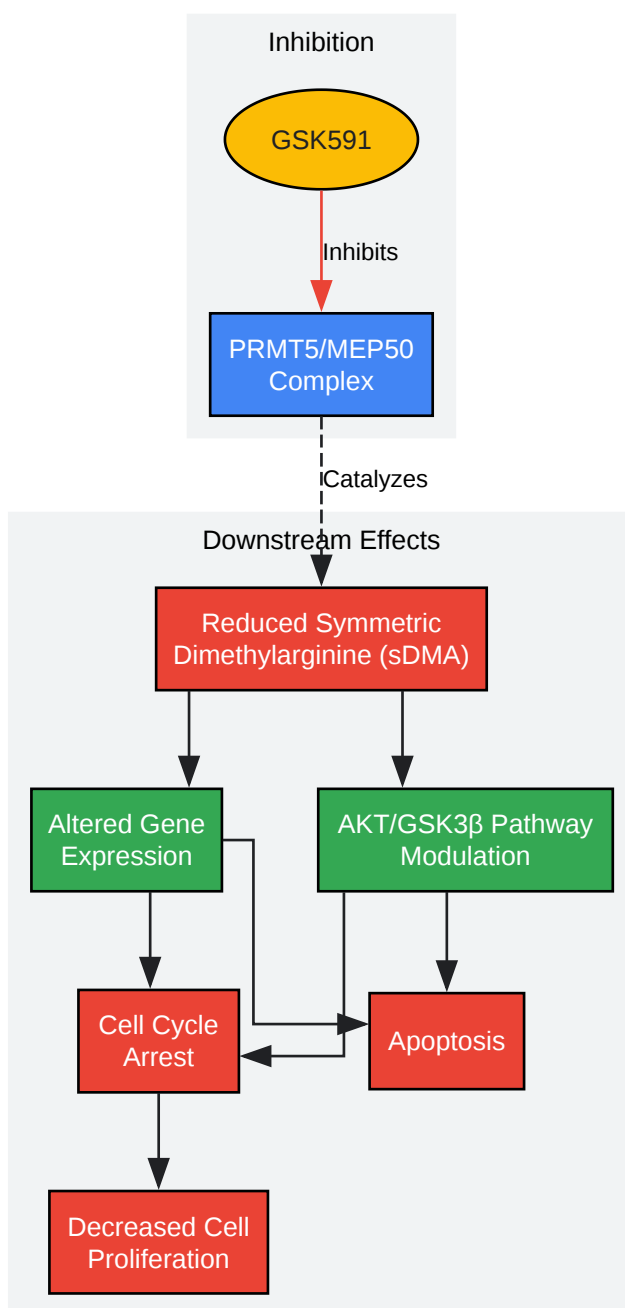 Inhibition
GSK591
Inhibits
PRMT5/MEP50
Complex
Catalyzes
Downstream Effects
Reduced Symmetric
Dimethylarginine (sDMA)
Altered Gene
Expression
AKT/GSK3β Pathway
Modulation
Cell Cycle
Arrest
Apoptosis
Decreased Cell
Proliferation